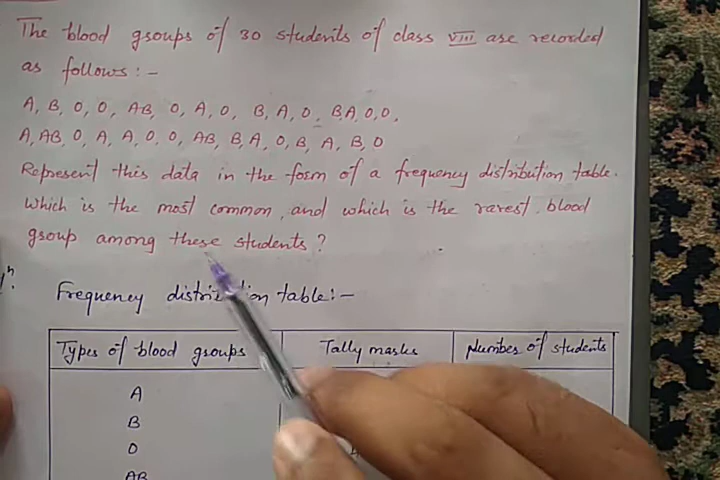 The blood groups of 30 students of class VIII are recorded
as follows:-
A, B, O, O, AB, O, A, O, B, A, O, B, A, O, O,
A, AB, O, A, A, O, O, AB, B, A, O, B, A, B, O
Represent this data in the form of a frequency distribution table.
Which is the most common, and which is the rarest blood
group among these students?
Frequency distribution table:-
Types of blood groups Tally marks Number of students
A
B
O
AB